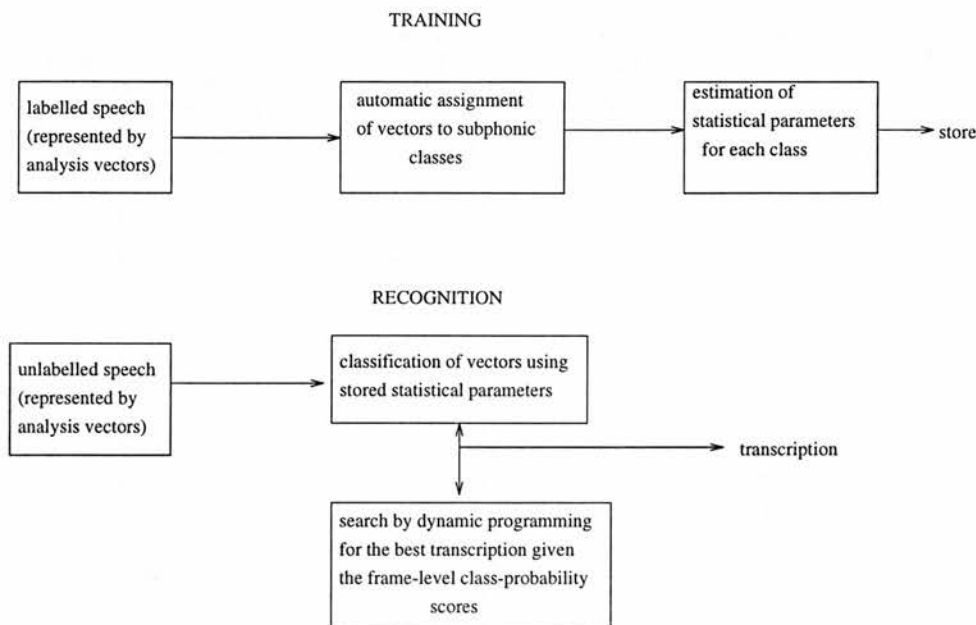 TRAINING
labelled speech
(represented by
analysis vectors)
automatic assignment
of vectors to subphonic
classes
estimation of
statistical parameters
for each class
store
RECOGNITION
unlabelled speech
(represented by
analysis vectors)
classification of vectors using
stored statistical parameters
transcription
search by dynamic programming
for the best transcription given
the frame-level class-probability
scores